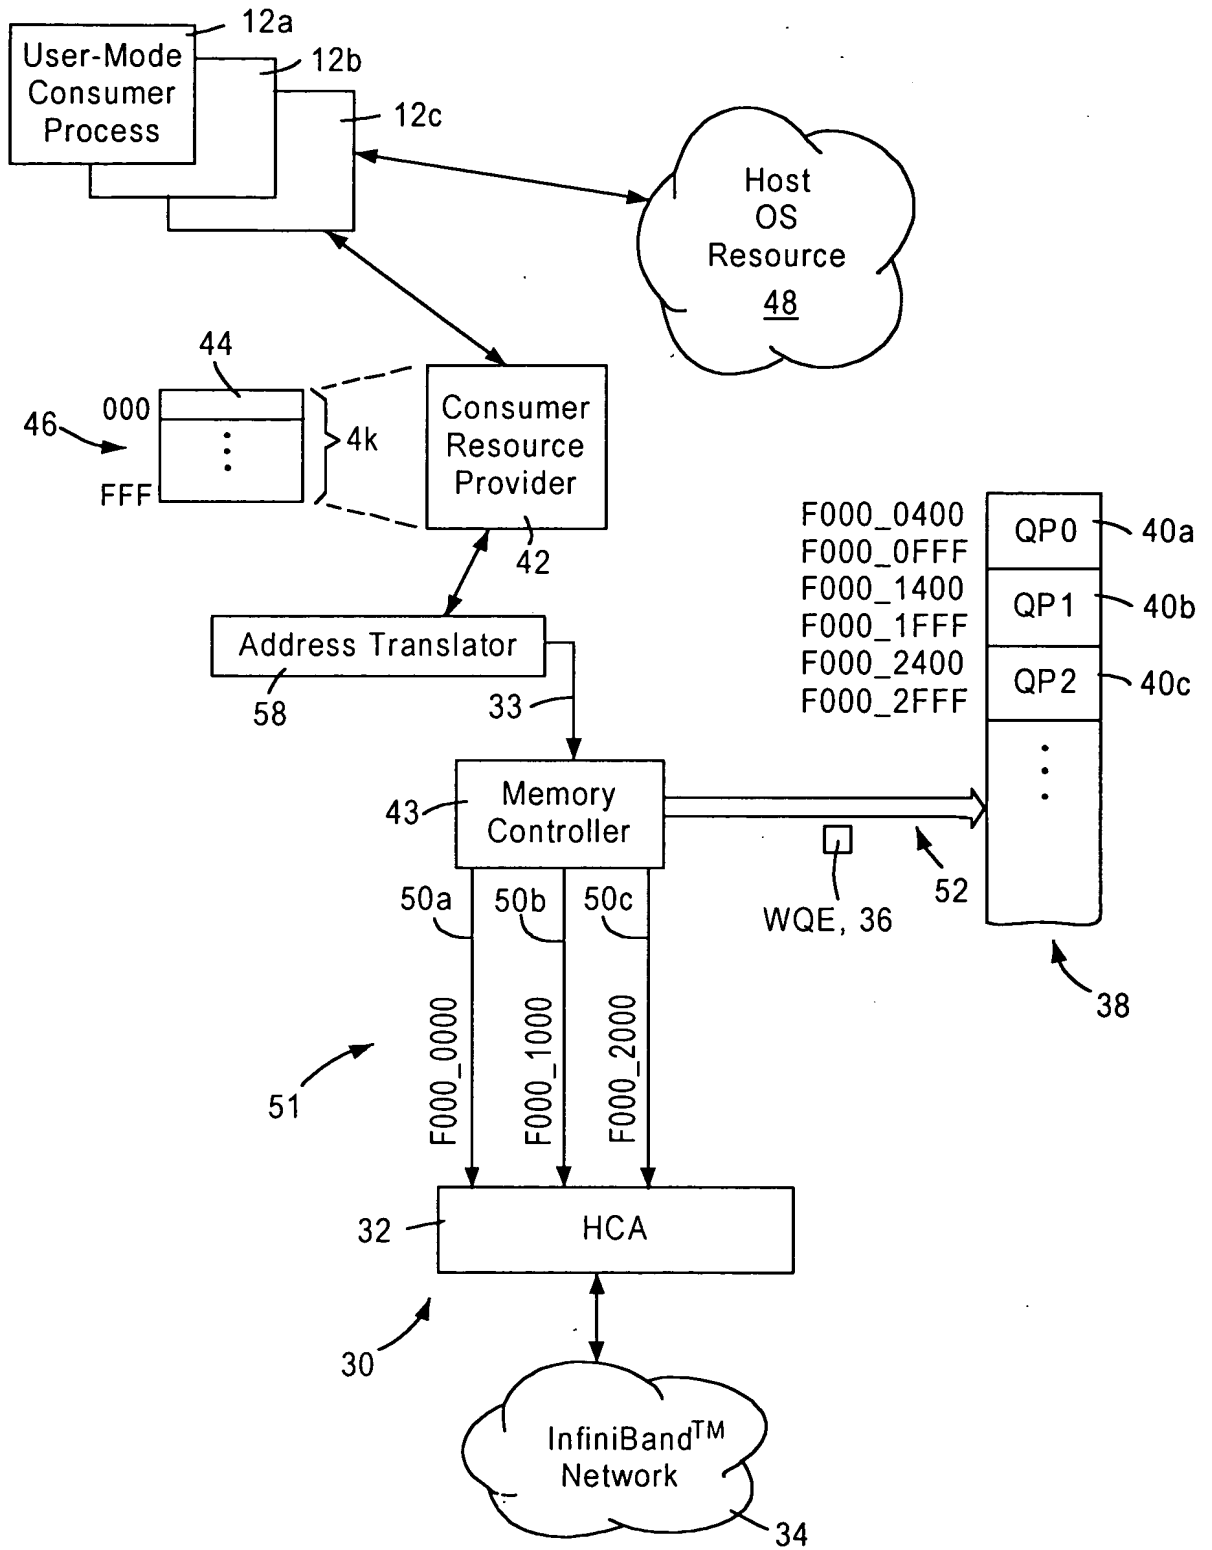 12a
User-Mode
Consumer
Process
12b
12c
Host
OS
Resource
48
44
000
46
4k
FFF
Consumer
Resource
Provider
42
F000_0400
F000_0FFF
F000_1400
F000_1FFF
F000_2400
F000_2FFF
QP0
QP1
QP2
40a
40b
40c
Address Translator
58
33
43
Memory
Controller
52
WQE, 36
38
50a
50b
50c
F000_0000
F000_1000
F000_2000
51
32
HCA
30
InfiniBand™
Network
34